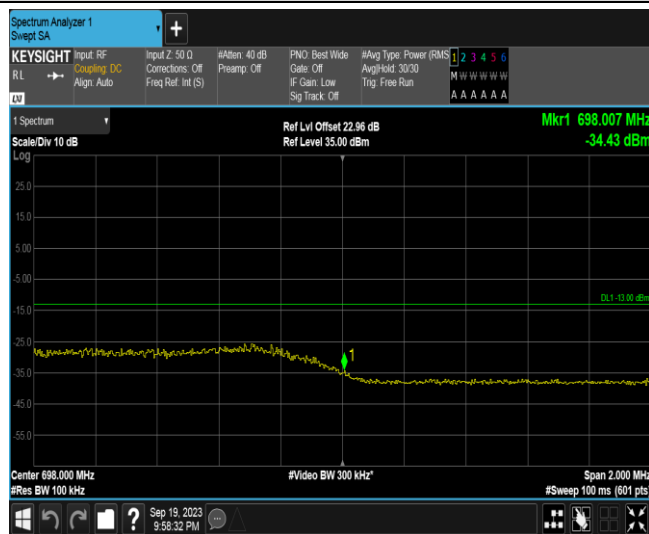 Spectrum Analyzer 1
Swept SA
+
KEYSIGHT Input: RF Input Z: 50 Ω #Atten: 40 dB PNO: Best Wide #Avg Type: Power (RMS 1 2 3 4 5 6
RL Coupling: DC Corrections: Off Preamp: Off Gate: Off Avg|Hold: 30/30 M W W W W W
Align: Auto Freq Ref: Int (S) IF Gain: Low Trig: Free Run
Sig Track: Off A A A A A A
1 Spectrum Ref Lvl Offset 22.96 dB Mkr1 698.007 MHz
Scale/Div 10 dB Ref Level 35.00 dBm -34.43 dBm
Log
25.0
15.0
5.00
-5.00
DL1 -13.00 dBm
-15.0
-25.0
1
-35.0
-45.0
-55.0
Center 698.000 MHz #Video BW 300 kHz* Span 2.000 MHz
#Res BW 100 kHz #Sweep 100 ms (601 pts)
? Sep 19, 2023
9:58:32 PM